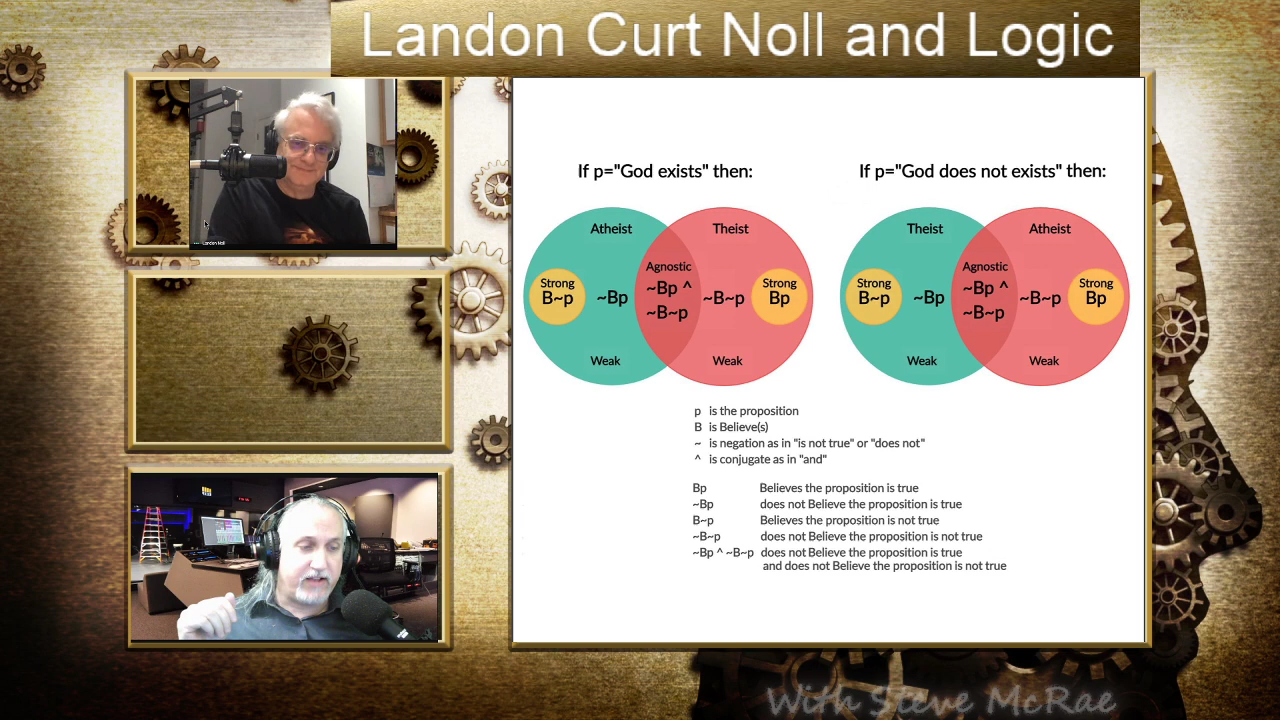 Landon Curt Noll and Logic
Landon Noll
If p="God exists" then:
Atheist
Theist
Agnostic
Strong
B~p
~Bp
~Bp ^
~B~p
~B~p
Strong
Bp
Weak
Weak
If p="God does not exists" then:
Theist
Atheist
Agnostic
Strong
B~p
~Bp
~Bp ^
~B~p
~B~p
Strong
Bp
Weak
Weak
p is the proposition
B is Believe(s)
~ is negation as in "is not true" or "does not"
^ is conjugate as in "and"
Bp Believes the proposition is true
~Bp does not Believe the proposition is true
B~p Believes the proposition is not true
~B~p does not Believe the proposition is not true
~Bp ^ ~B~p does not Believe the proposition is true
and does not Believe the proposition is not true
With Steve McRae